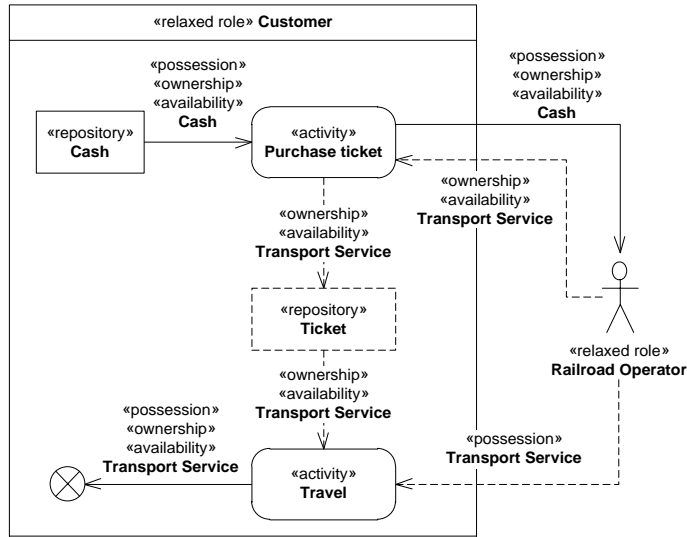 «relaxed role» Customer
«possession»
«ownership»
«availability»
Cash
«possession»
«ownership»
«availability»
Cash
«repository»
Cash
«activity»
Purchase ticket
«ownership»
«availability»
Transport Service
«ownership»
«availability»
Transport Service
«repository»
Ticket
«relaxed role»
Railroad Operator
«ownership»
«availability»
Transport Service
«possession»
«ownership»
«availability»
Transport Service
«activity»
Travel
«possession»
Transport Service